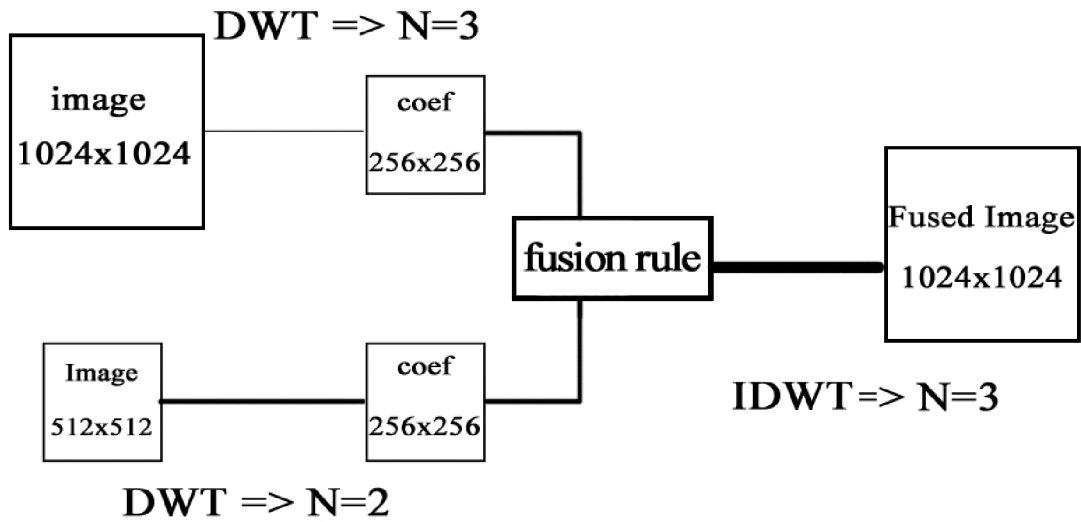 DWT => N=3
image
1024x1024
coef
256x256
fusion rule
Fused Image
1024x1024
Image
512x512
coef
256x256
IDWT=> N=3
DWT => N=2